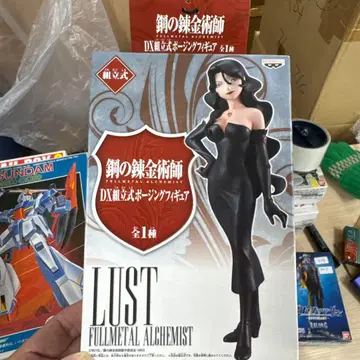 鋼の錬金術師
FULLMETAL ALCHEMIST
DX組立式ポージングフィギュア 全1種
組立式
BANPRESTO
鋼の錬金術師
FULLMETAL ALCHEMIST
DX組立式ポージングフィギュア
全1種
LUST
FULLMETAL ALCHEMIST
GUNDAM